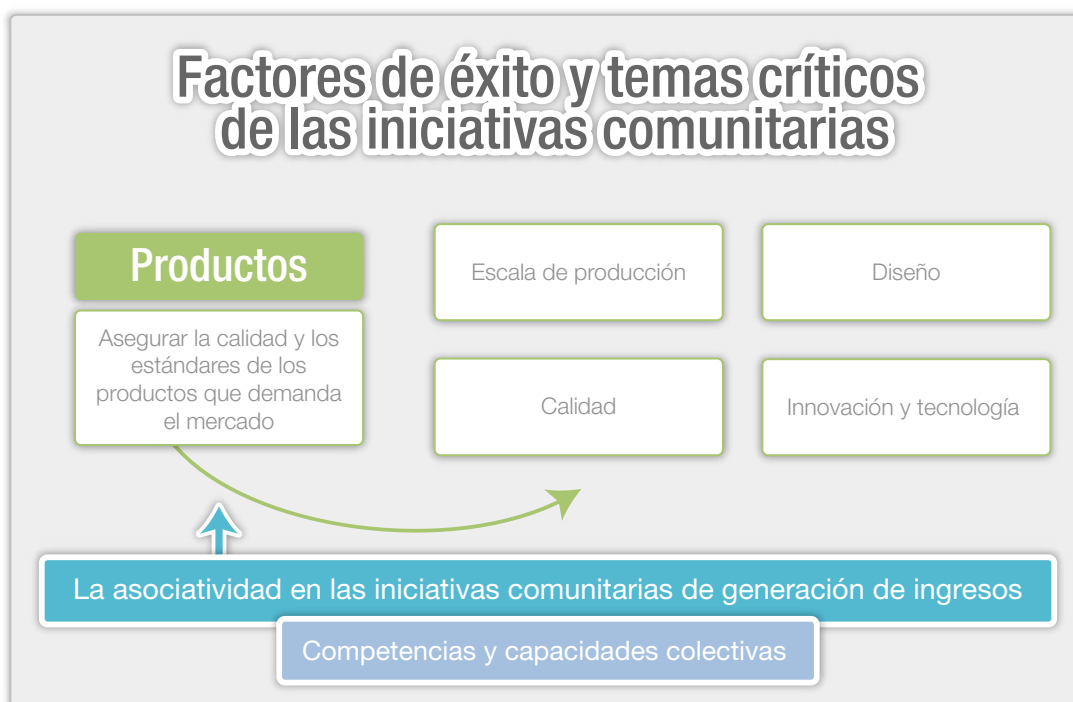 Factores de éxito y temas críticos
de las iniciativas comunitarias
Productos
Asegurar la calidad y los
estándares de los
productos que demanda
el mercado
Escala de producción
Diseño
Calidad
Innovación y tecnología
La asociatividad en las iniciativas comunitarias de generación de ingresos
Competencias y capacidades colectivas